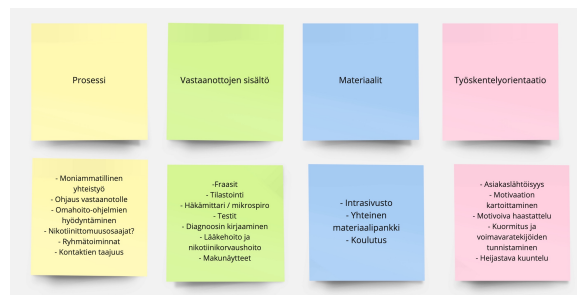 Prosessi
Vastaanottojen sisältö
Materiaalit
Työskentelyorientaatio
- Moniammatillinen
yhteistyö
- Ohjaus vastaanotolle
- Omahoito-ohjelmien
hyödyntäminen
- Nikotiinittomuusosaajat?
- Ryhmätoiminnat
- Kontaktien taajuus
-Fraasit
- Tilastointi
- Häkämittari / mikrospiro
- Testit
- Diagnoosin kirjaaminen
- Lääkehoito ja
nikotiinikorvaushoito
- Makunäytteet
- Intrasivusto
- Yhteinen
materiaalipankki
- Koulutus
- Asiakaslähtöisyys
- Motivaation
kartoittaminen
- Motivoiva haastattelu
- Kuormitus ja
voimavaratekijöiden
tunnistaminen
- Heijastava kuuntelu